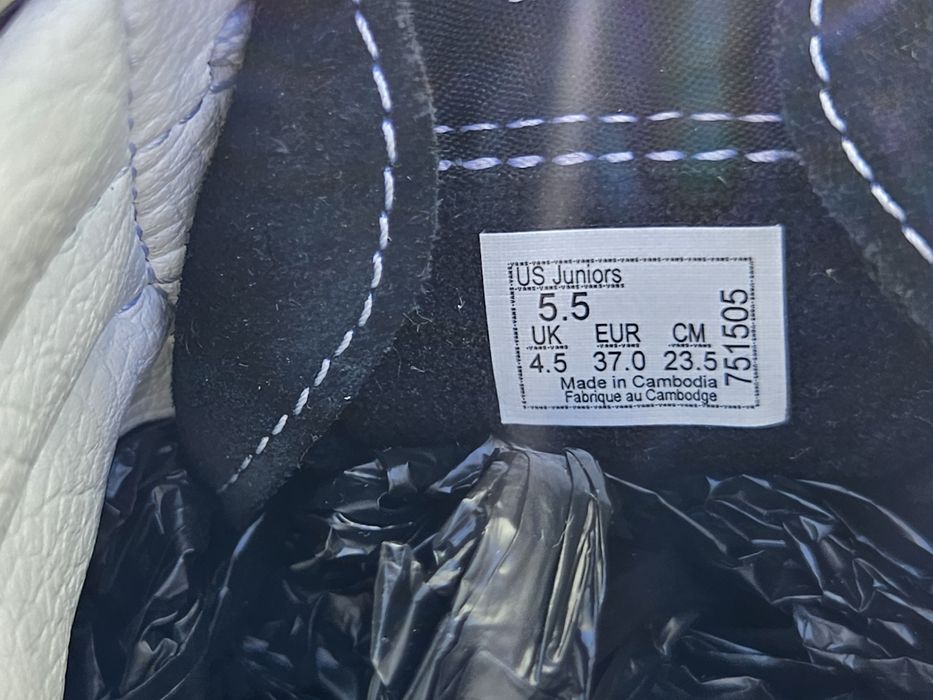 US Juniors
5.5
UK EUR CM
4.5 37.0 23.5
Made in Cambodia
Fabrique au Cambodge
751505